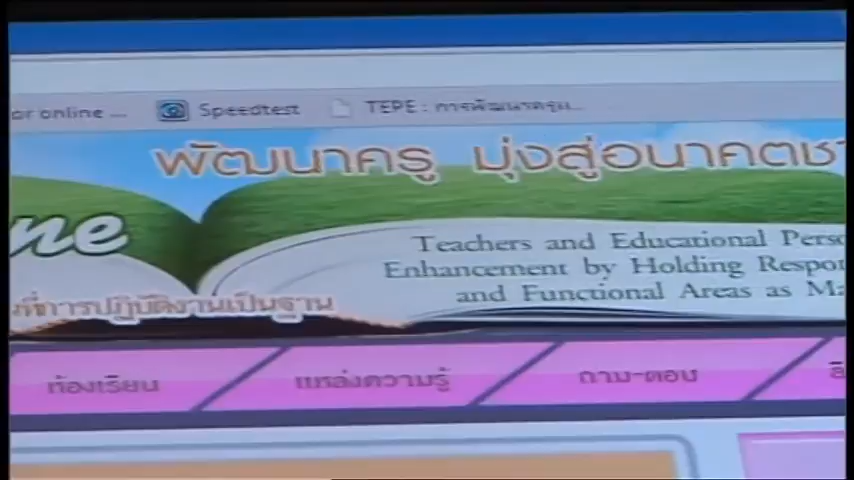 or online ...
Speedtest
TEPE : การพัฒนาครูแ...
พัฒนาครู มุ่งสู่อนาคตชา
ne
Teachers and Educational Perso
Enhancement by Holding Respon
and Functional Areas as Ma
ที่การปฏิบัติงานเป็นฐาน
ห้องเรียน
แหล่งความรู้
ถาม-ตอบ